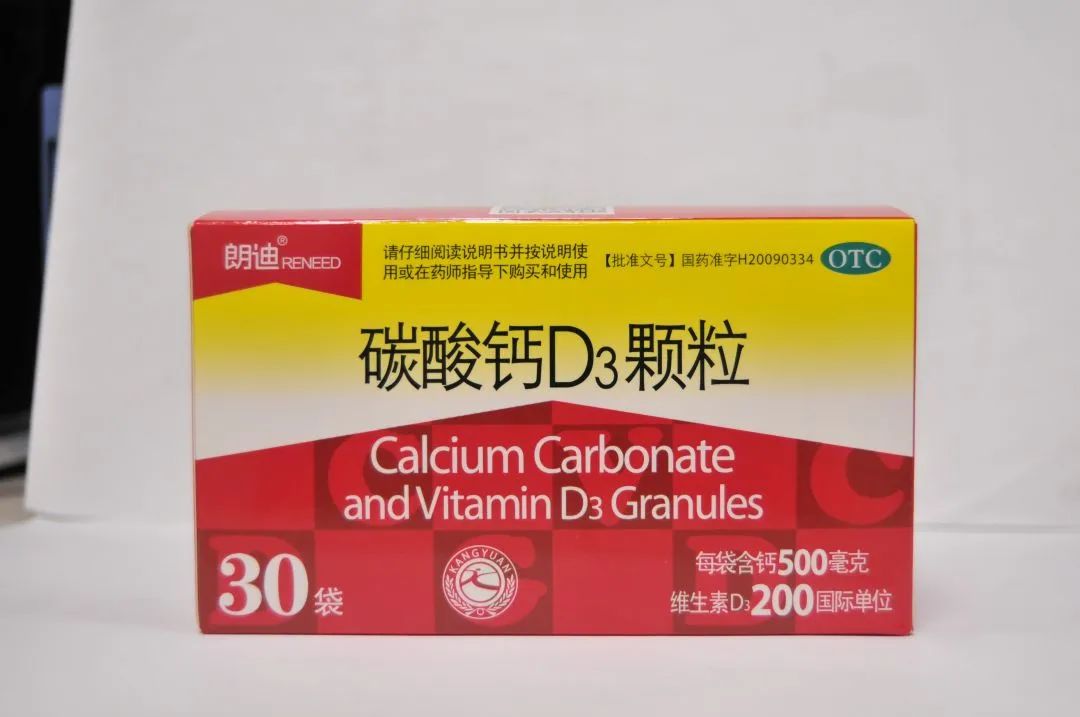 朗迪®RENEED
请仔细阅读说明书并按说明使
用或在药师指导下购买和使用
【批准文号】国药准字H20090334
OTC
碳酸钙D3颗粒
Calcium Carbonate
and Vitamin D3 Granules
30袋
KANGYUAN
每袋含钙500毫克
维生素D3200国际单位